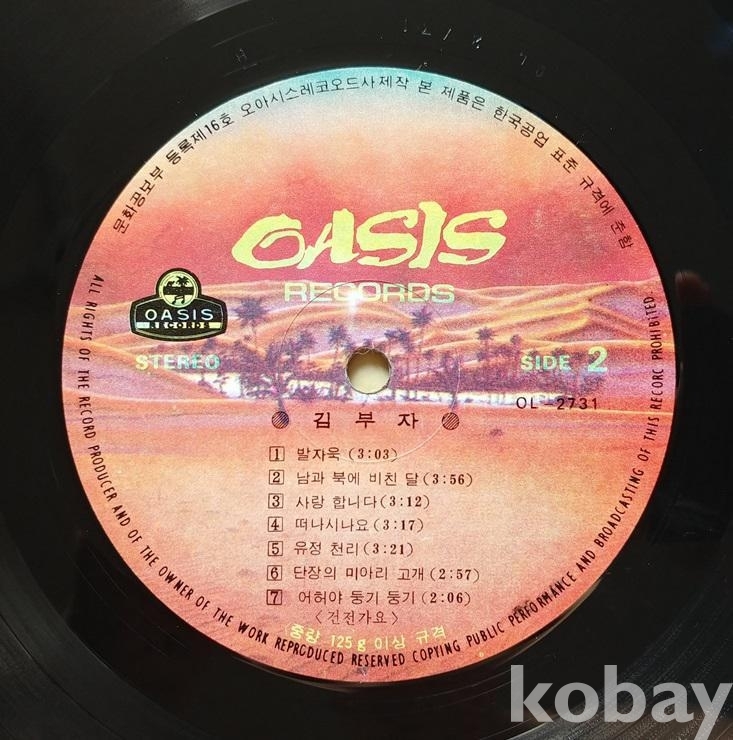 문화공보부 등록제16호 오아시스레코오드사제작 본 제품은 한국공업 표준 규격에 준함
OASIS
RECORDS
OASIS
RECORDS
STEREO
SIDE 2
OL-2731
김부자
1 발자욱 (3:03)
2 남과 북에 비친 달 (3:56)
3 사랑 합니다 (3:12)
4 떠나시나요 (3:17)
5 유정 천리 (3:21)
6 단장의 미아리 고개 (2:57)
7 어허야 둥기 둥기 (2:06)
<건전가요>
중량 125g 이상 규격
ALL RIGHTS OF THE RECORD PRODUCER AND OF THE OWNER OF THE WORK REPRODUCED RESERVED COPYING PUBLIC PERFORMANCE AND BROADCASTING OF THIS RECORC PROHIBITED.
kobay